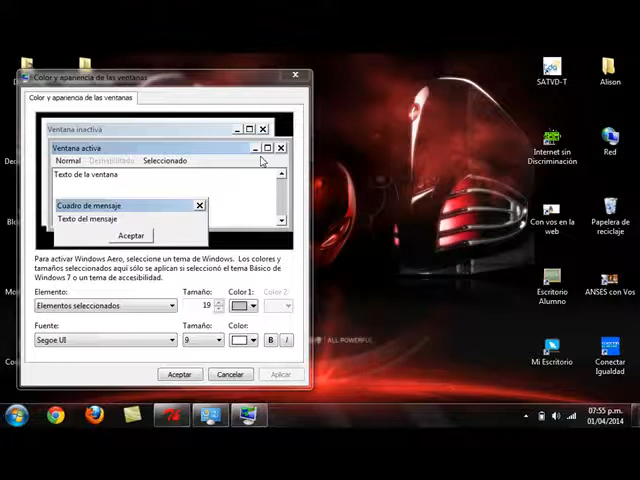 Color y apariencia de las ventanas
Color y apariencia de las ventanas
Ventana inactiva
Ventana activa
Normal Deshabilitado Seleccionado
Texto de la ventana
Cuadro de mensaje
Texto del mensaje
Aceptar
Para activar Windows Aero, seleccione un tema de Windows. Los colores y
tamaños seleccionados aquí sólo se aplican si seleccionó el tema Básico de
Windows 7 o un tema de accesibilidad.
Elemento: Tamaño: Color 1: Color 2:
Elementos seleccionados 19
Fuente: Tamaño: Color:
Segoe UI 9 B I
Aceptar Cancelar Aplicar
ALL POWERFUL
SATVD-T Alison
Internet sin
Discriminación
Red
Con vos en la
web
Papelera de
reciclaje
Escritorio
Alumno
ANSES con Vos
Mi Escritorio
Conectar
Igualdad
07:55 p.m.
01/04/2014